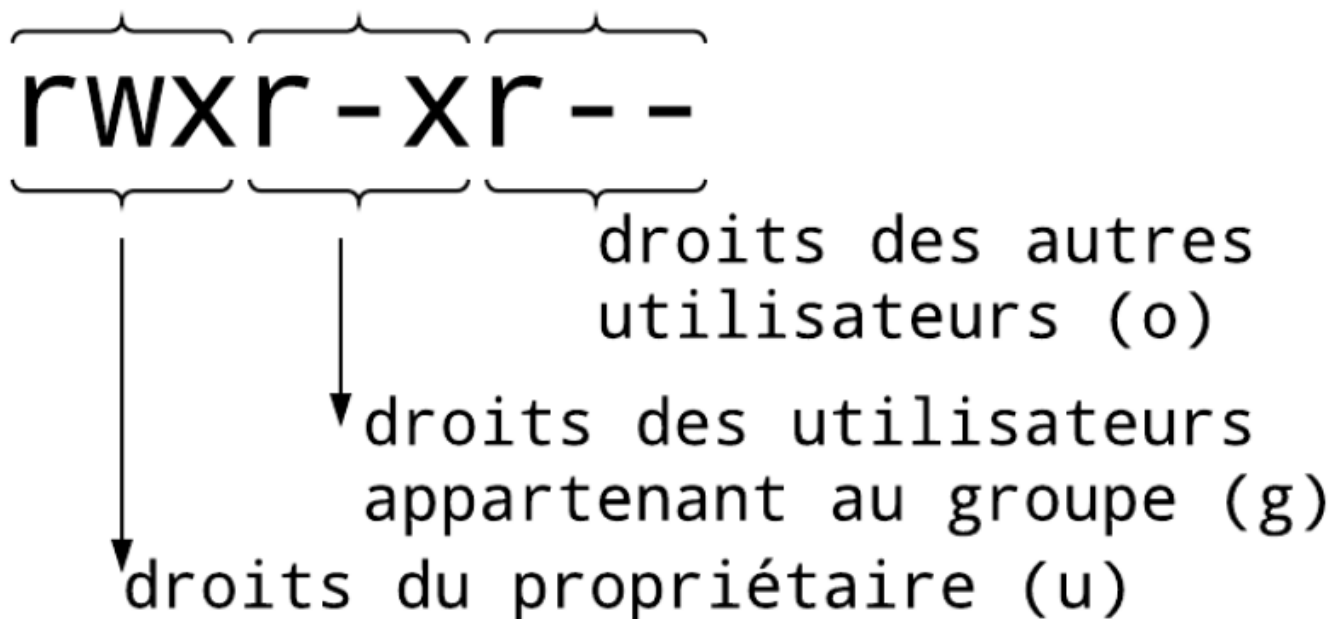 rwxr-xr--
droits des autres
utilisateurs (o)
droits des utilisateurs
appartenant au groupe (g)
droits du propriétaire (u)